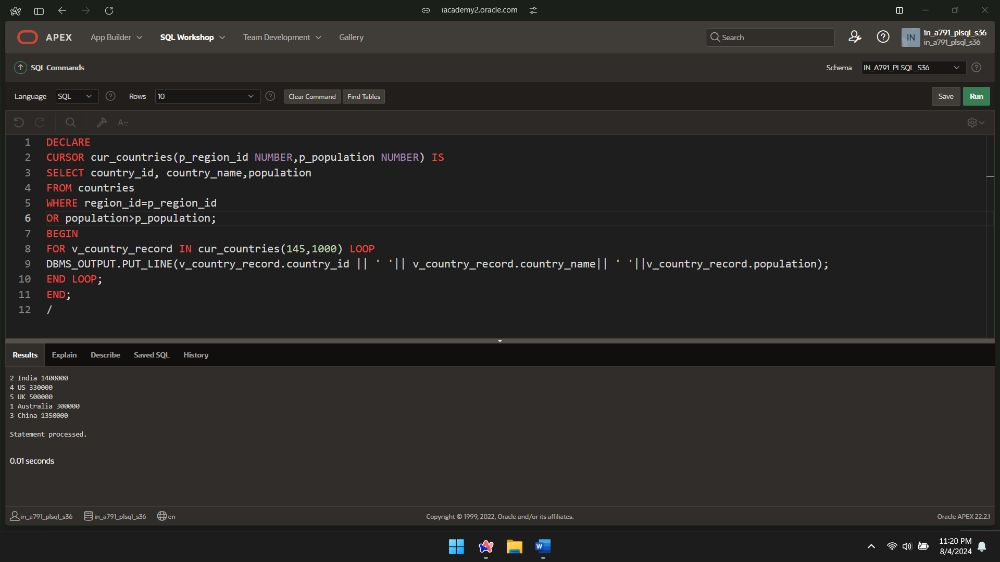 iacademy2.oracle.com
APEX App Builder SQL Workshop Team Development Gallery Search IN in_a791_plsql_s36
in_a791_plsql_s36
SQL Commands Schema IN_A791_PLSQL_S36
Language SQL Rows 10 Clear Command Find Tables Save Run
1 DECLARE
2 CURSOR cur_countries(p_region_id NUMBER,p_population NUMBER) IS
3 SELECT country_id, country_name,population
4 FROM countries
5 WHERE region_id=p_region_id
6 OR population>p_population;
7 BEGIN
8 FOR v_country_record IN cur_countries(145,1000) LOOP
9 DBMS_OUTPUT.PUT_LINE(v_country_record.country_id || ' '|| v_country_record.country_name|| ' '||v_country_record.population);
10 END LOOP;
11 END;
12 /
Results Explain Describe Saved SQL History
2 India 1400000
4 US 330000
5 UK 500000
1 Australia 300000
3 China 1350000
Statement processed.
0.01 seconds
in_a791_plsql_s36 in_a791_plsql_s36 en Copyright © 1999, 2022, Oracle and/or its affiliates. Oracle APEX 22.2.1
11:20 PM
8/4/2024